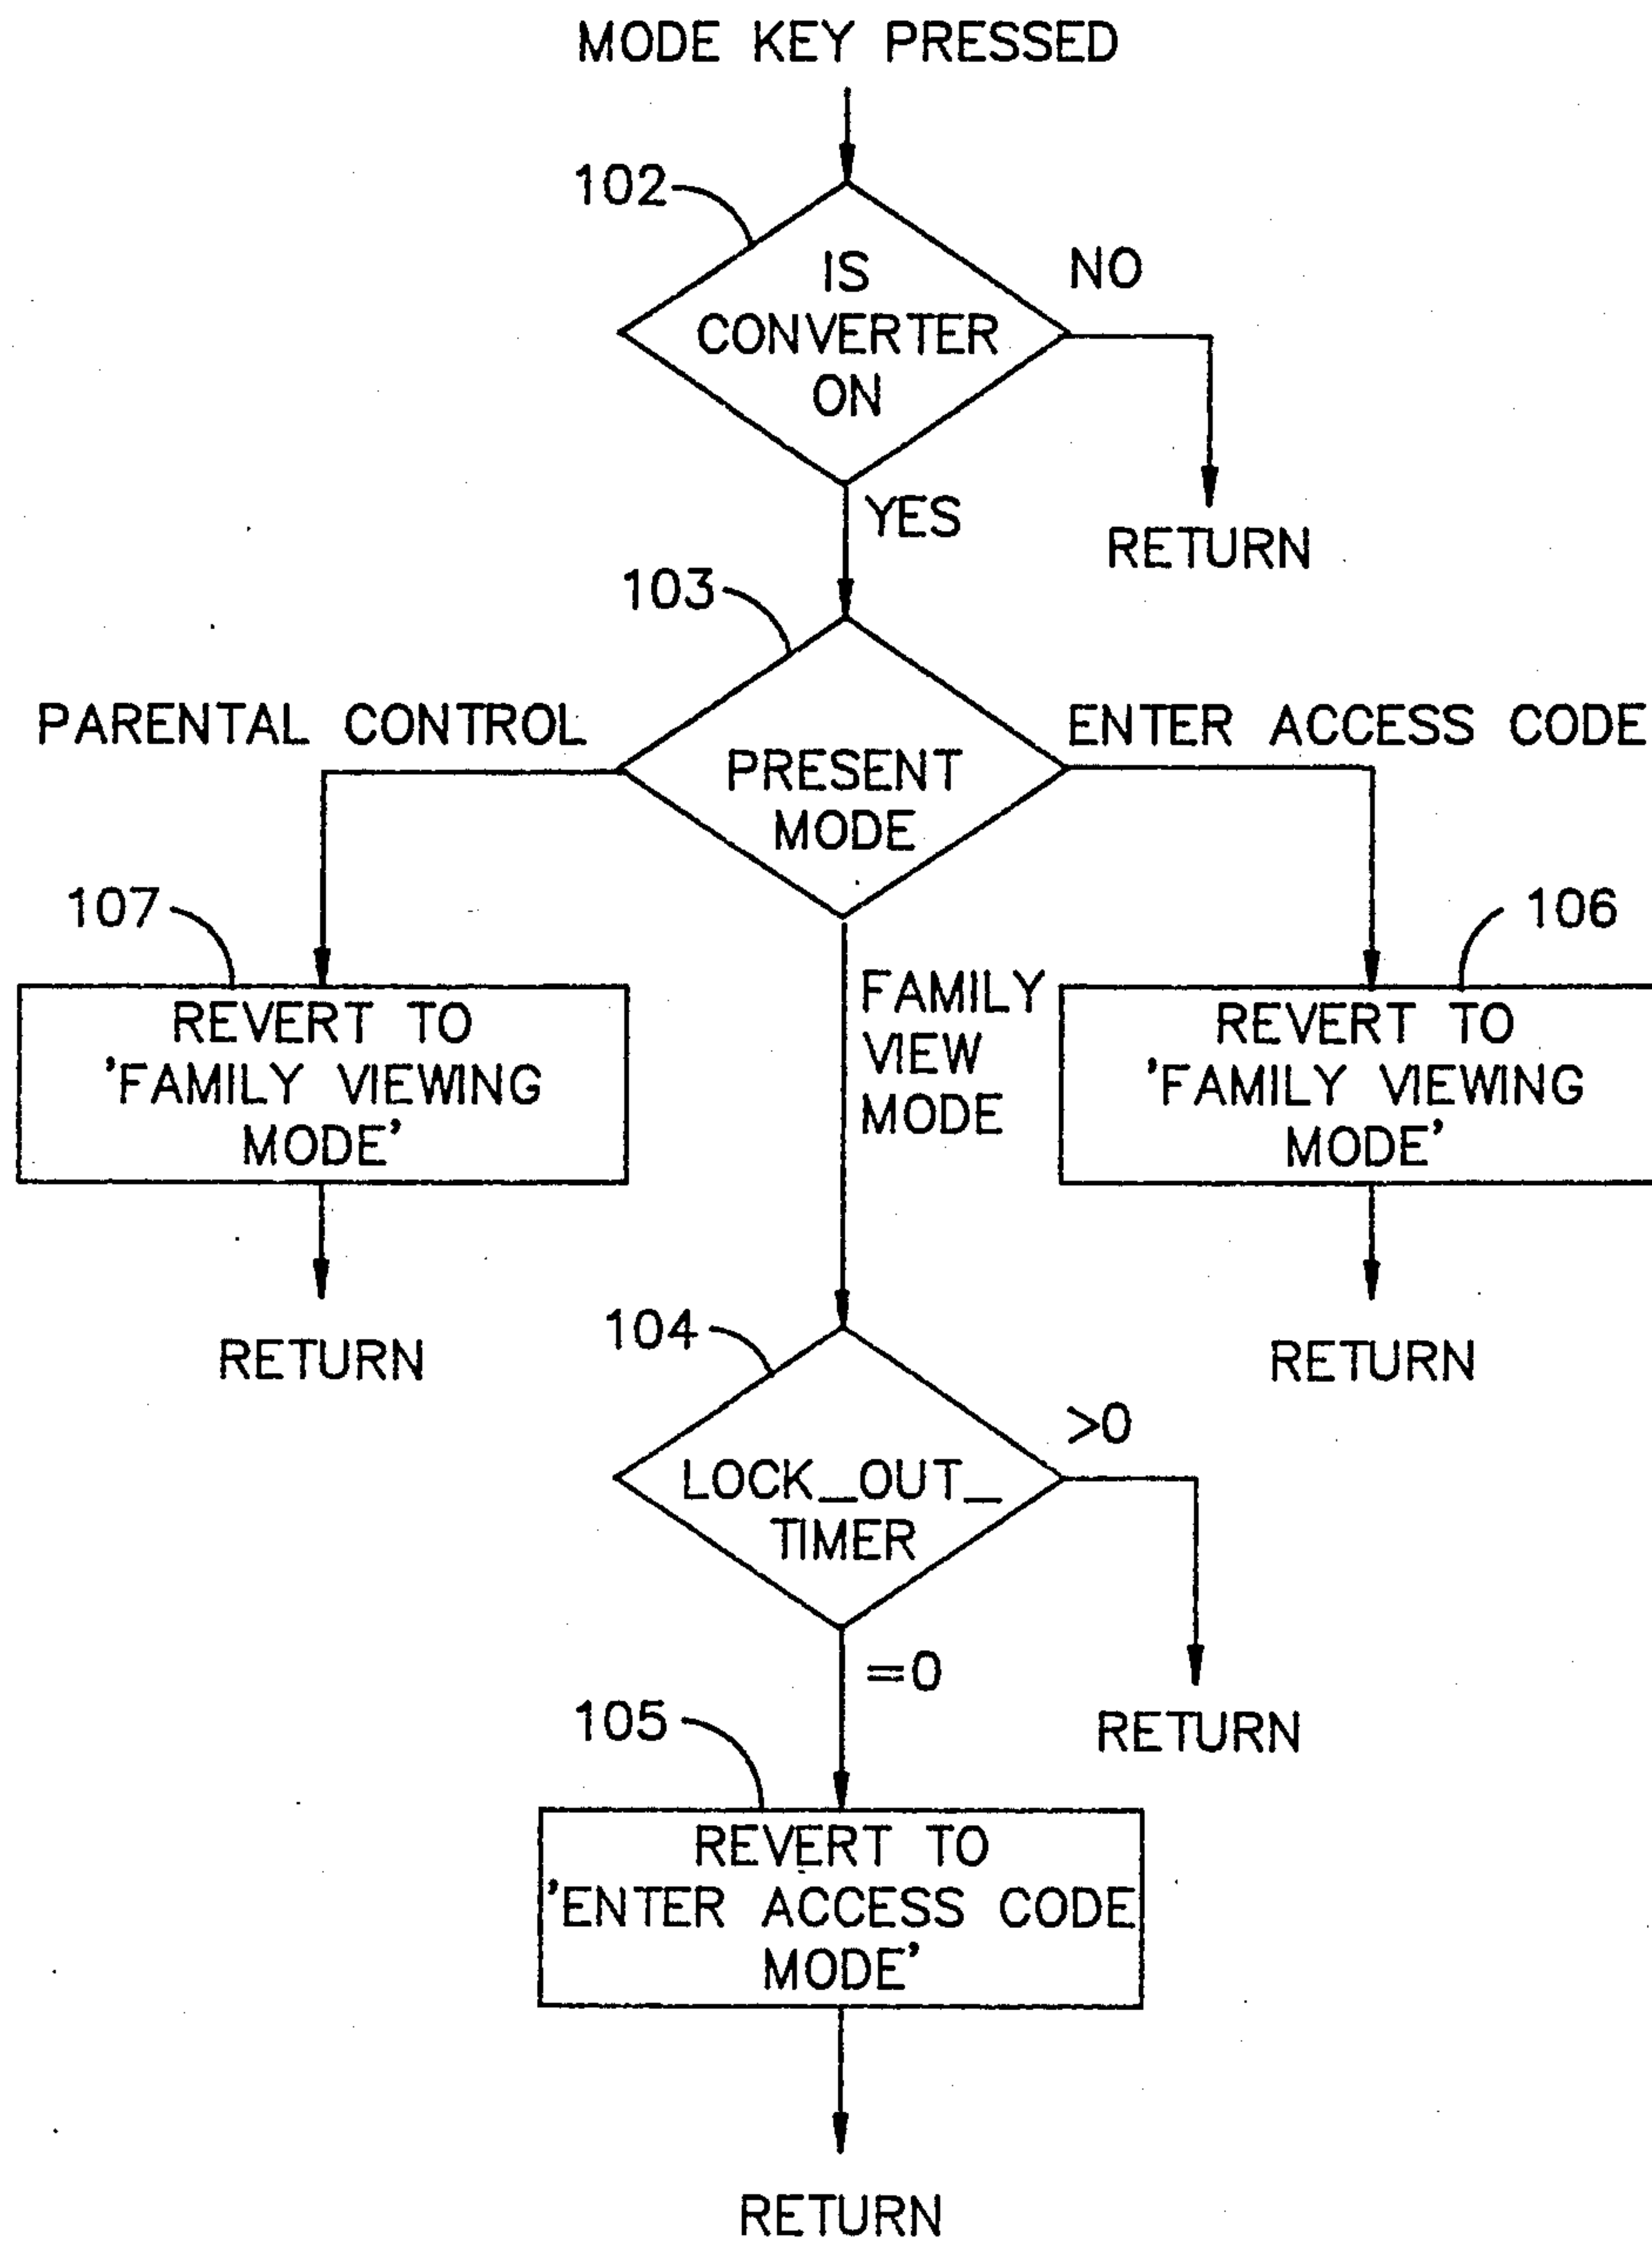 MODE KEY PRESSED
102
IS
CONVERTER
ON
NO
YES
RETURN
103
PARENTAL CONTROL
PRESENT
MODE
ENTER ACCESS CODE
107
REVERT TO
'FAMILY VIEWING
MODE'
RETURN
FAMILY
VIEW
MODE
106
REVERT TO
'FAMILY VIEWING
MODE'
RETURN
104
LOCK_OUT_
TIMER
>0
RETURN
=0
105
REVERT TO
'ENTER ACCESS CODE
MODE'
RETURN